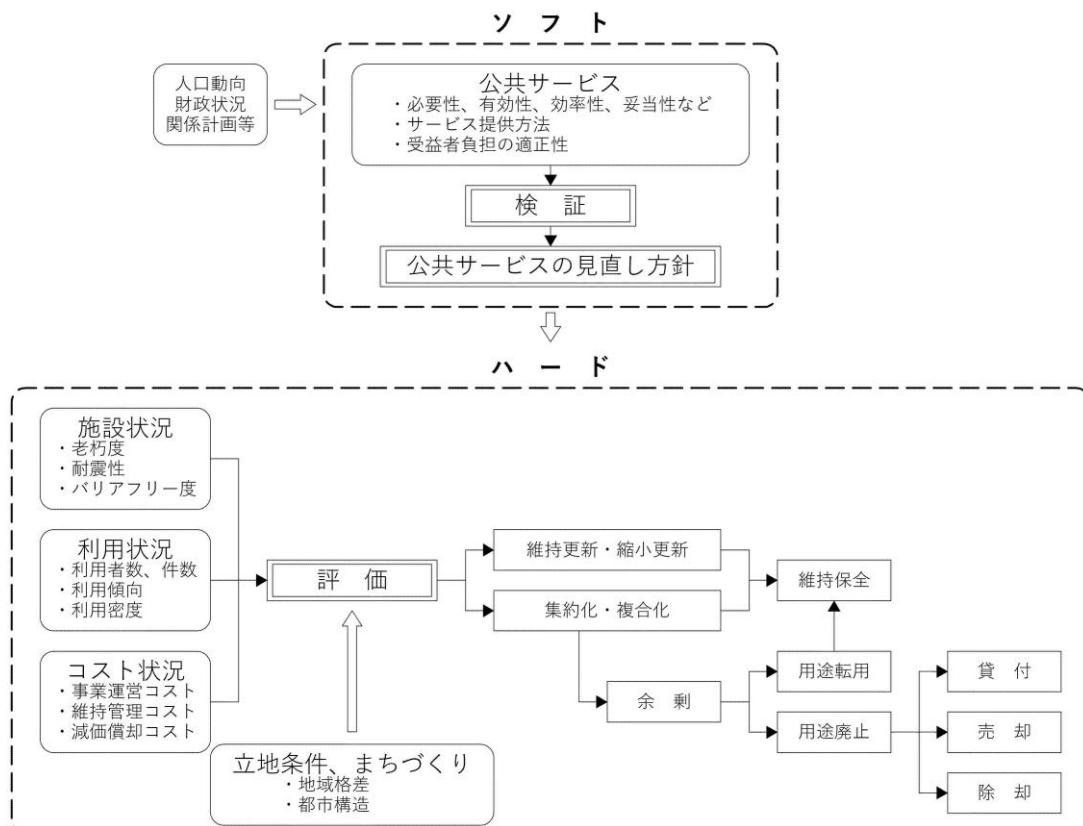 ソ フ ト
人口動向
財政状況
関係計画等
公共サービス
・必要性、有効性、効率性、妥当性など
・サービス提供方法
・受益者負担の適正性
検 証
公共サービスの見直し方針
ハ ー ド
施設状況
・老朽度
・耐震性
・バリアフリー度
利用状況
・利用者数、件数
・利用傾向
・利用密度
コスト状況
・事業運営コスト
・維持管理コスト
・減価償却コスト
評 価
立地条件、まちづくり
・地域格差
・都市構造
維持更新・縮小更新
集約化・複合化
維持保全
余 剰
用途転用
用途廃止
貸 付
売 却
除 却